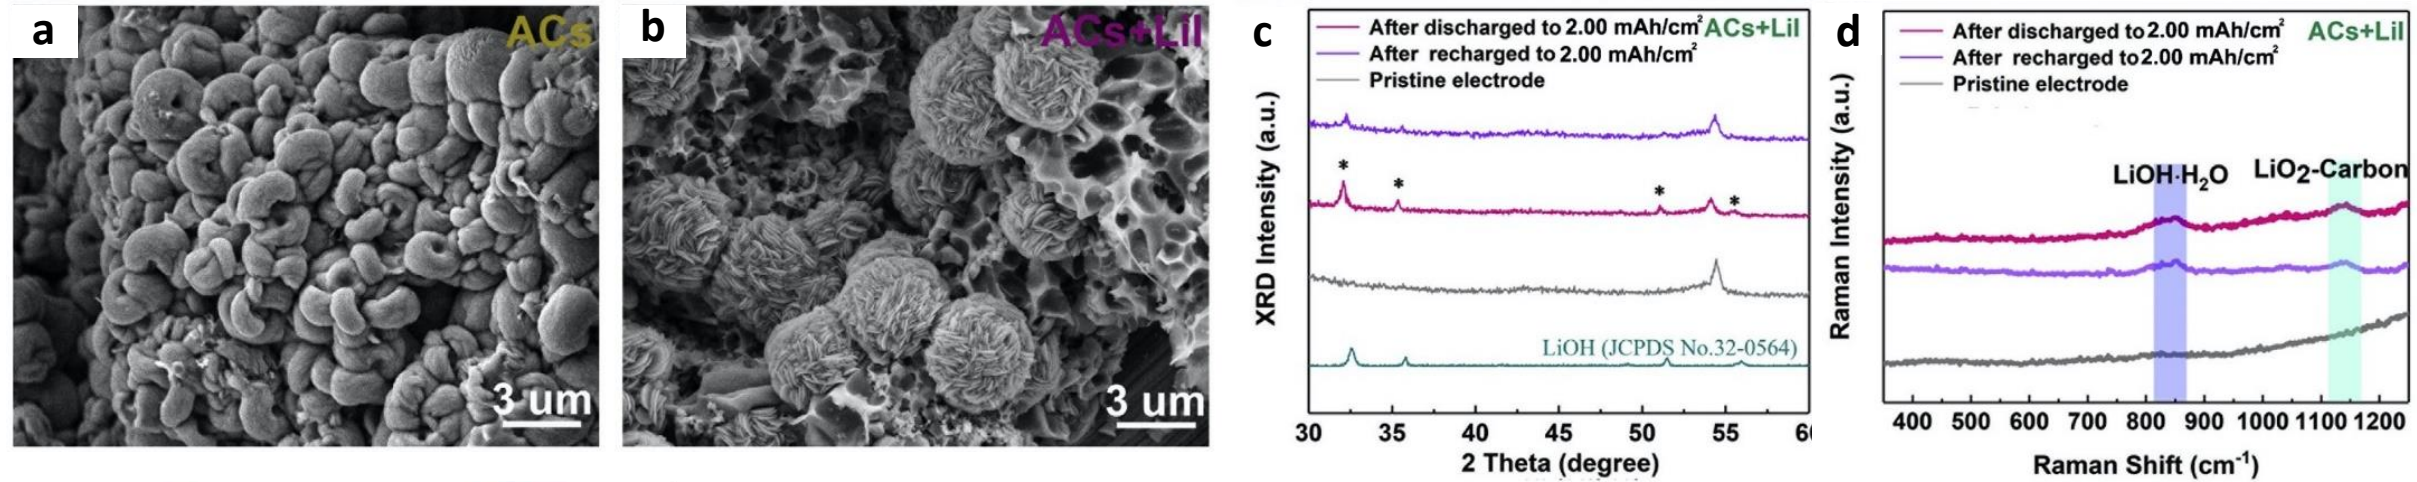 a
ACs
3 um
b
ACs+LiI
3 um
c
After discharged to 2.00 mAh/cm² ACs+LiI
After recharged to 2.00 mAh/cm²
Pristine electrode
*
*
*
*
LiOH (JCPDS No.32-0564)
XRD Intensity (a.u.)
30 35 40 45 50 55
2 Theta (degree)
d
After discharged to 2.00 mAh/cm² ACs+LiI
After recharged to 2.00 mAh/cm²
Pristine electrode
LiOH·H₂O LiO₂-Carbon
Raman Intensity (a.u.)
400 500 600 700 800 900 1000 1100 1200
Raman Shift (cm⁻¹)